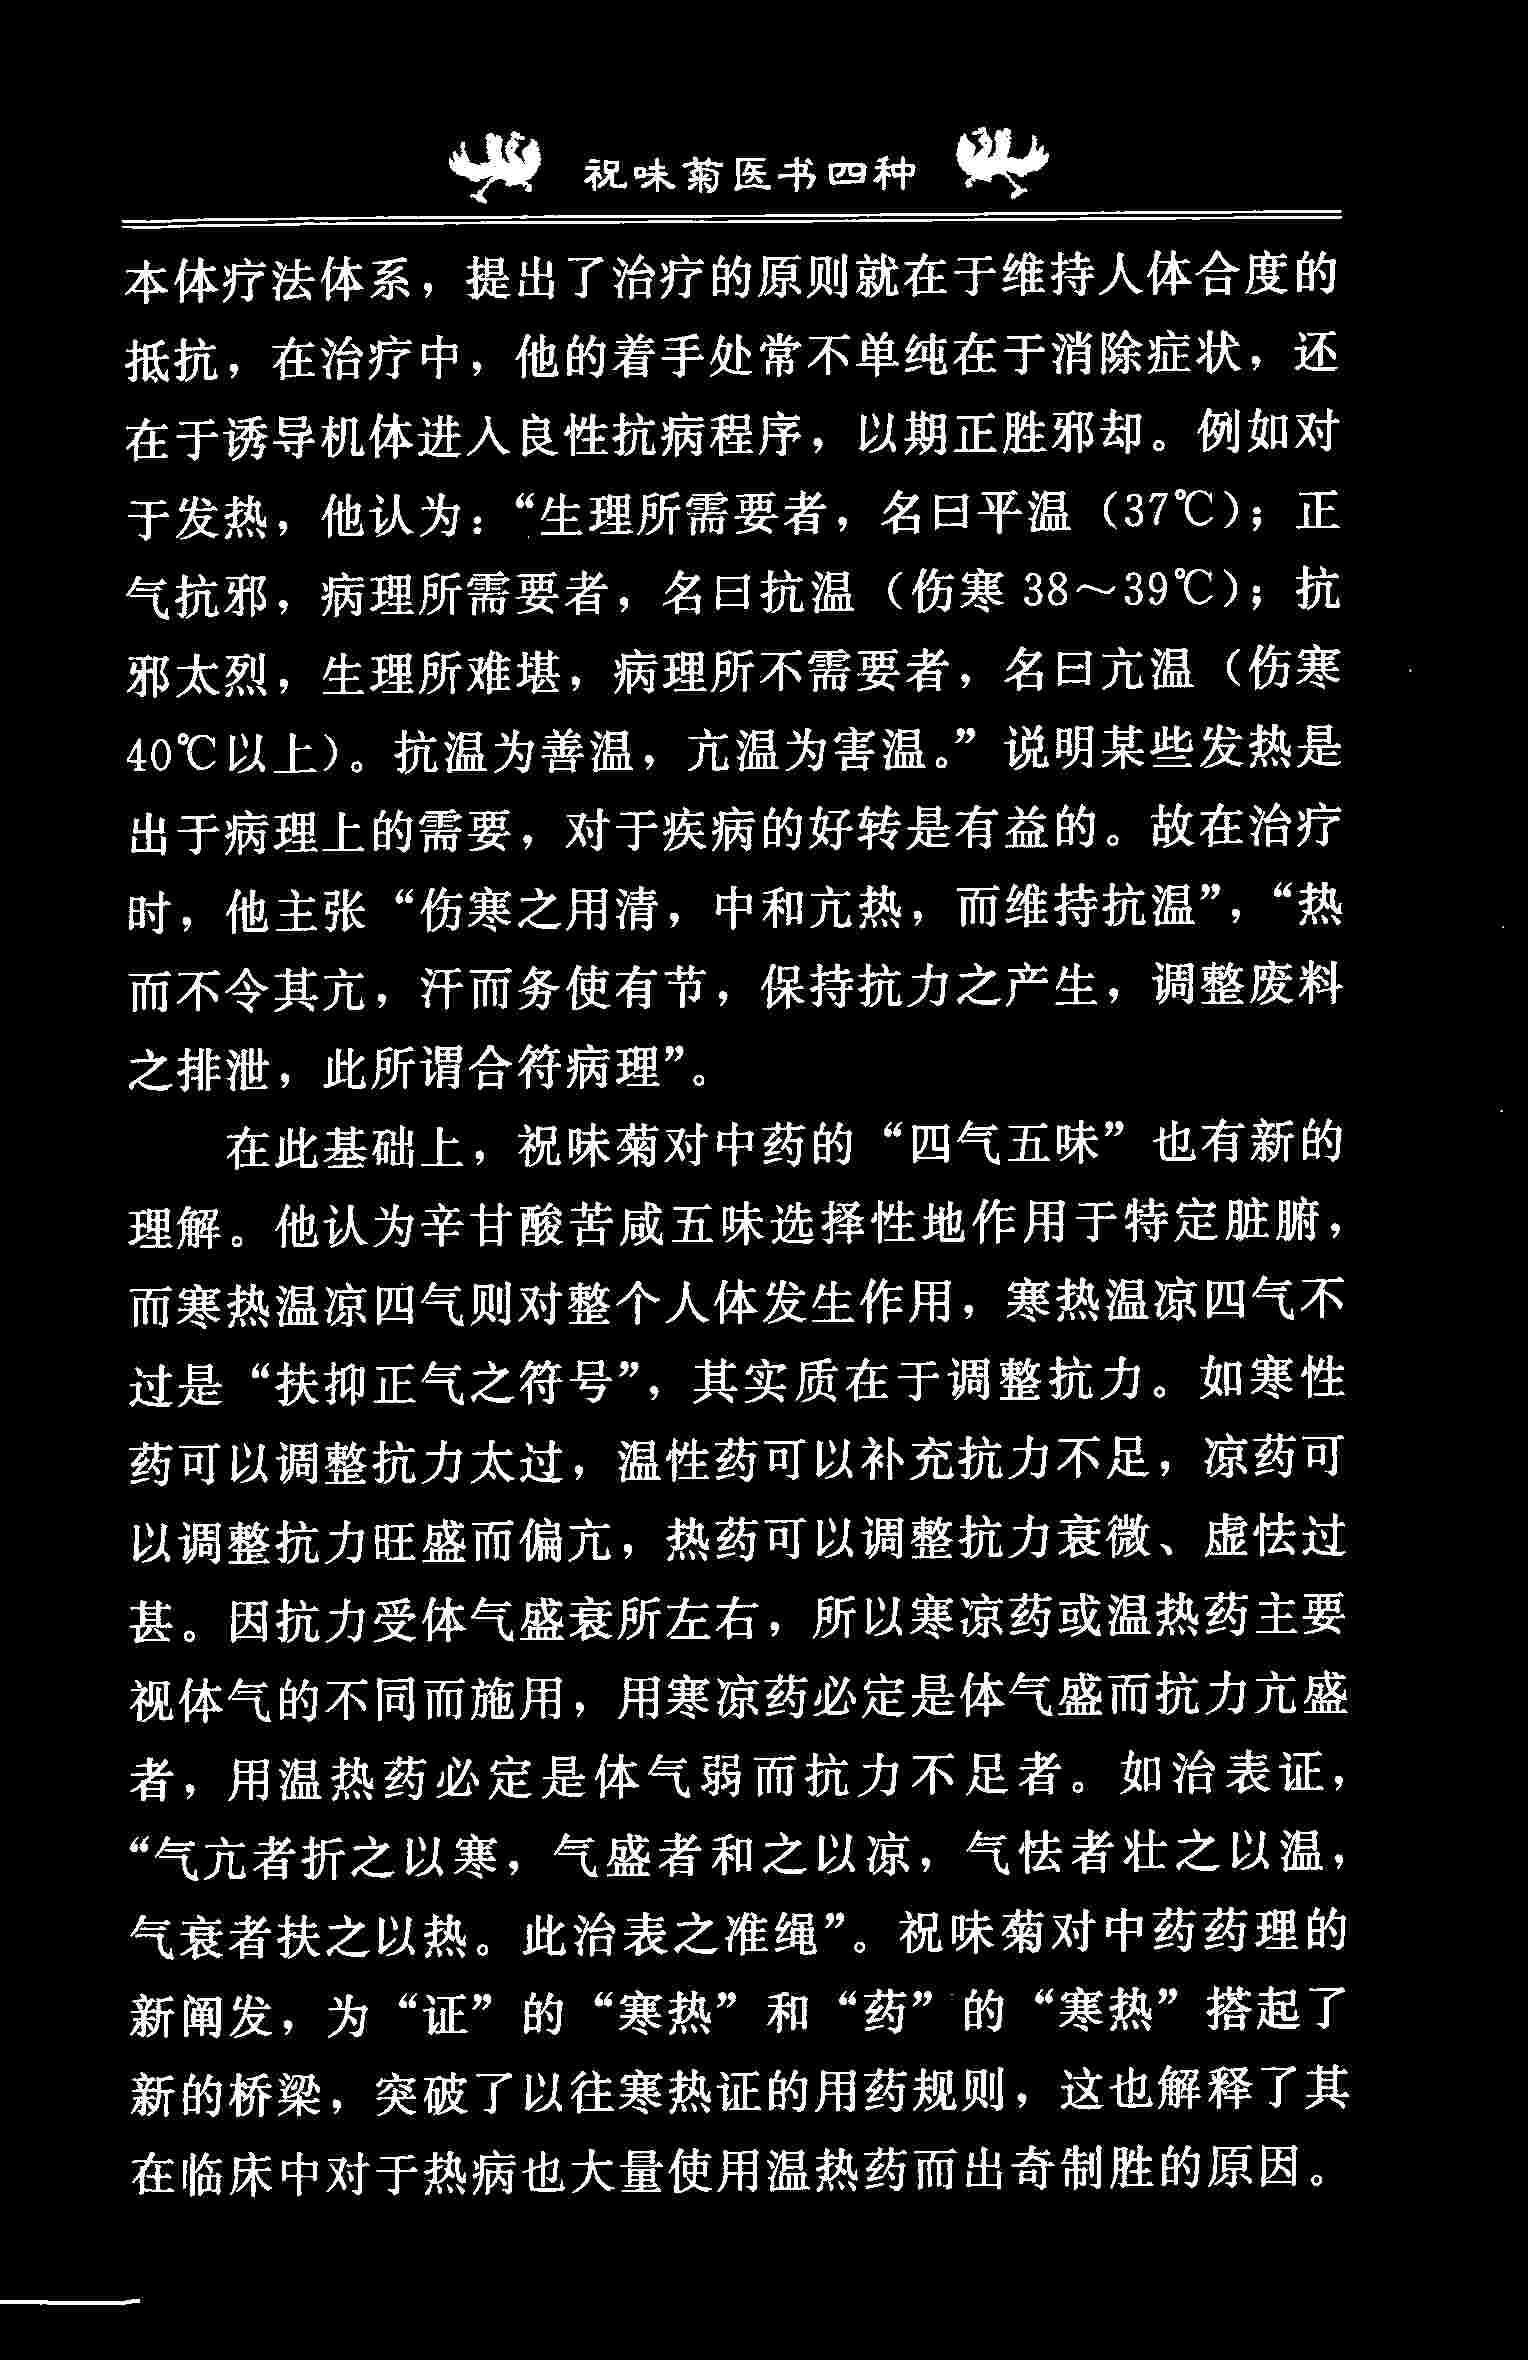 祝味菊医书四种
本体疗法体系，提出了治疗的原则就在于维持人体合度的
抵抗，在治疗中，他的着手处常不单纯在于消除症状，还
在于诱导机体进入良性抗病程序，以期正胜邪却。例如对
于发热，他认为：“生理所需要者，名曰平温（37℃）；正
气抗邪，病理所需要者，名曰抗温（伤寒 38～39℃）；抗
邪太烈，生理所难堪，病理所不需要者，名曰亢温（伤寒
40℃以上）。抗温为善温，亢温为害温。”说明某些发热是
出于病理上的需要，对于疾病的好转是有益的。故在治疗
时，他主张“伤寒之用清，中和亢热，而维持抗温”，“热
而不令其亢，汗而务使有节，保持抗力之产生，调整废料
之排泄，此所谓合符病理”。
在此基础上，祝味菊对中药的“四气五味”也有新的
理解。他认为辛甘酸苦咸五味选择性地作用于特定脏腑，
而寒热温凉四气则对整个人体发生作用，寒热温凉四气不
过是“扶抑正气之符号”，其实质在于调整抗力。如寒性
药可以调整抗力太过，温性药可以补充抗力不足，凉药可
以调整抗力旺盛而偏亢，热药可以调整抗力衰微、虚怯过
甚。因抗力受体气盛衰所左右，所以寒凉药或温热药主要
视体气的不同而施用，用寒凉药必定是体气盛而抗力亢盛
者，用温热药必定是体气弱而抗力不足者。如治表证，
“气亢者折之以寒，气盛者和之以凉，气怯者壮之以温，
气衰者扶之以热。此治表之准绳”。祝味菊对中药药理的
新阐发，为“证”的“寒热”和“药”的“寒热”搭起了
新的桥梁，突破了以往寒热证的用药规则，这也解释了其
在临床中对于热病也大量使用温热药而出奇制胜的原因。